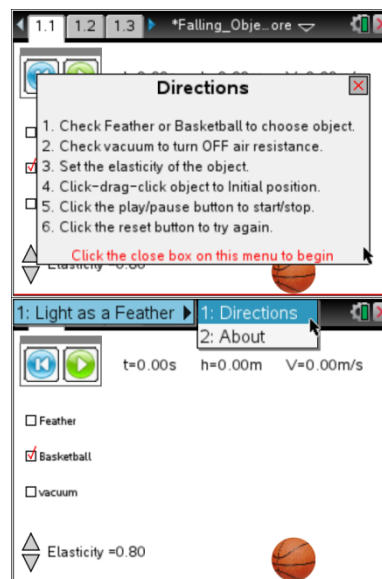 1.1 1.2 1.3 *Falling_Obje...ore
Directions
1. Check Feather or Basketball to choose object.
2. Check vacuum to turn OFF air resistance.
3. Set the elasticity of the object.
4. Click-drag-click object to Initial position.
5. Click the play/pause button to start/stop.
6. Click the reset button to try again.
Click the close box on this menu to begin
1: Light as a Feather 1: Directions
2: About
t=0.00s h=0.00m V=0.00m/s
Feather
Basketball
vacuum
Elasticity =0.80